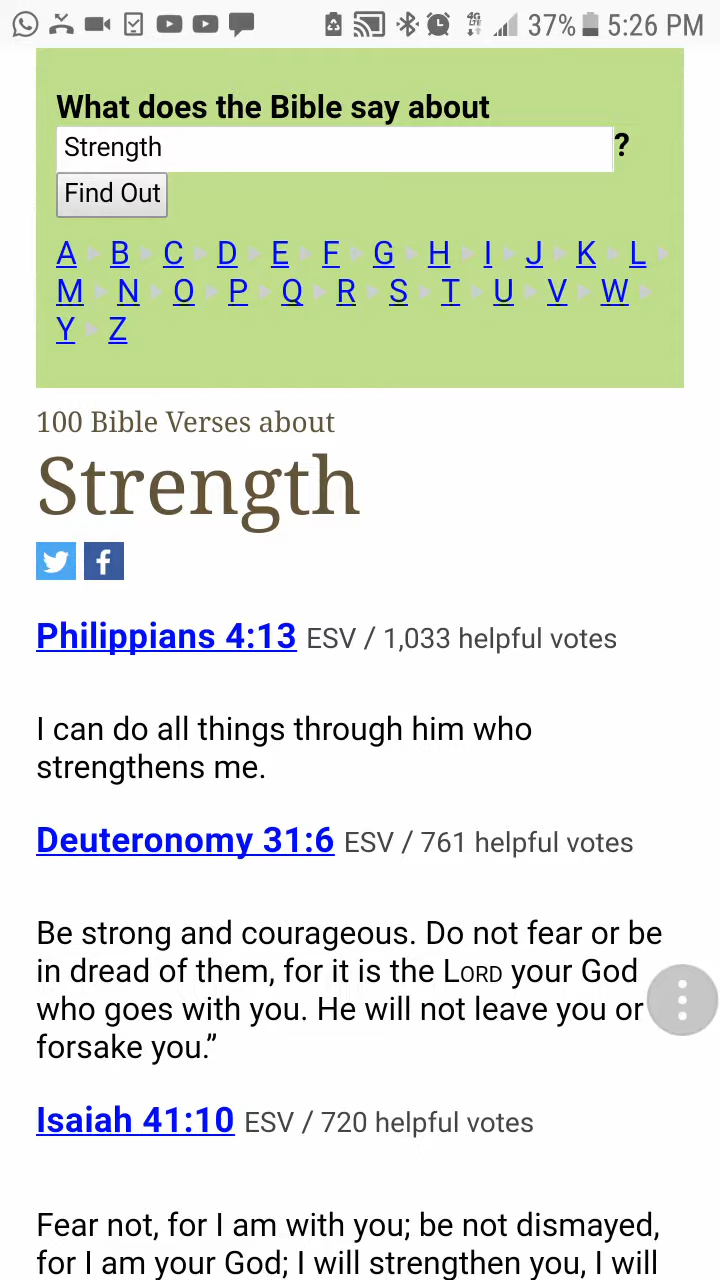 37% 5:26 PM
What does the Bible say about
Strength ?
Find Out
A B C D E F G H I J K L
M N O P Q R S T U V W
Y Z
100 Bible Verses about
Strength
Philippians 4:13 ESV / 1,033 helpful votes
I can do all things through him who
strengthens me.
Deuteronomy 31:6 ESV / 761 helpful votes
Be strong and courageous. Do not fear or be
in dread of them, for it is the LORD your God
who goes with you. He will not leave you or
forsake you.”
Isaiah 41:10 ESV / 720 helpful votes
Fear not, for I am with you; be not dismayed,
for I am your God; I will strengthen you, I will